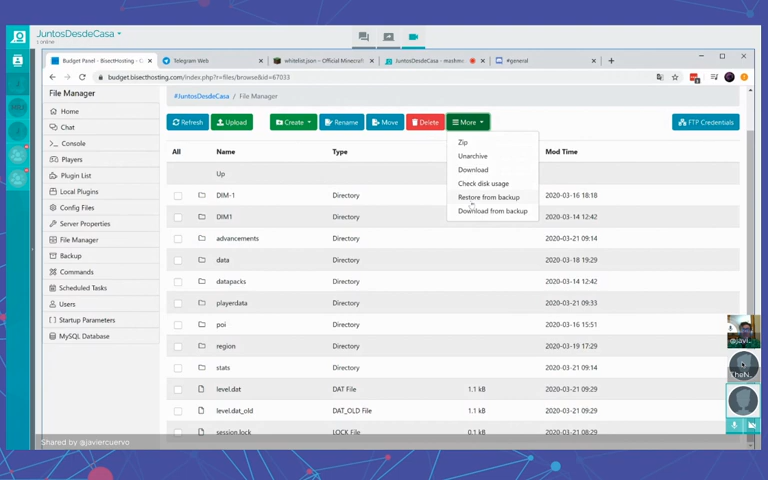 JuntosDesdeCasa
1 online
Budget Panel - BisectHosting
Telegram Web
whitelist.json – Official Minecraft
JuntosDesdeCasa - mashme
#general
budget.bisecthosting.com/index.php?r=files/browse&id=67033
File Manager
Home
Chat
Console
Players
Plugin List
Local Plugins
Config Files
Server Properties
File Manager
Backup
Commands
Scheduled Tasks
Users
Startup Parameters
MySQL Database
#JuntosDesdeCasa / File Manager
Refresh Upload Create Rename Move Delete More FTP Credentials
Zip
Unarchive
Download
Check disk usage
Restore from backup
Download from backup
All Name Type Mod Time
Up
DIM-1 Directory 2020-03-16 18:18
DIM1 Directory 2020-03-14 12:42
advancements Directory 2020-03-21 09:14
data Directory 2020-03-18 19:29
datapacks Directory 2020-03-14 12:42
playerdata Directory 2020-03-21 09:33
poi Directory 2020-03-16 15:51
region Directory 2020-03-19 17:29
stats Directory 2020-03-21 09:14
level.dat DAT File 1.1 kB 2020-03-21 09:29
level.dat_old DAT_OLD File 1.1 kB 2020-03-21 09:29
session.lock LOCK File 0.1 kB 2020-03-21 08:29
@javi...
TheN...
Shared by @javiercuervo